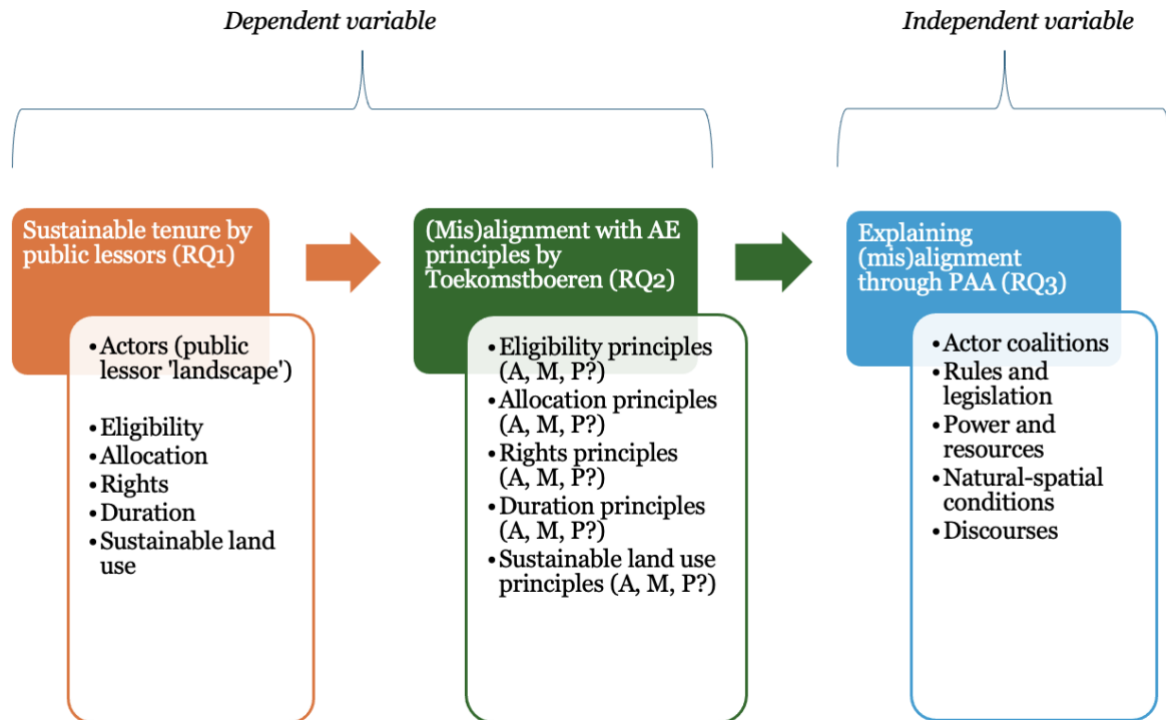 Dependent variable
Independent variable
Sustainable tenure by
public lessors (RQ1)
• Actors (public
lessor 'landscape')
• Eligibility
• Allocation
• Rights
• Duration
• Sustainable land
use
(Mis)alignment with AE
principles by
Toekomstboeren (RQ2)
• Eligibility principles
(A, M, P?)
• Allocation principles
(A, M, P?)
• Rights principles
(A, M, P?)
• Duration principles
(A, M, P?)
• Sustainable land use
principles (A, M, P?)
Explaining
(mis)alignment
through PAA (RQ3)
• Actor coalitions
• Rules and
legislation
• Power and
resources
• Natural-spatial
conditions
• Discourses